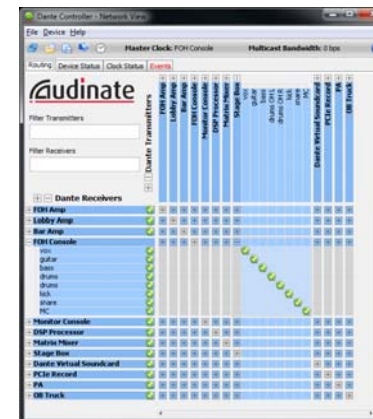 Dante Controller - Network View
File Device Help
Master Clock: FOH Console Multicast Bandwidth: 0 bps
Routing Device Status Clock Status Events
Audinate
Filter Transmitters
Filter Receivers
Dante Transmitters
FOH Amp
Lobby Amp
Bar Amp
FOH Console
Monitor Console
DSP Processor
Matrix Mixer
Stage Box
vox
guitar
bass
drums OH L
drums OH R
kick
snare
MC
Dante Virtual Soundcard
PCIe Record
PA
OB Truck
Dante Receivers
FOH Amp
Lobby Amp
Bar Amp
FOH Console
vox
guitar
bass
drums
drums
kick
snare
MC
Monitor Console
DSP Processor
Matrix Mixer
Stage Box
Dante Virtual Soundcard
PCIe Record
PA
OB Truck